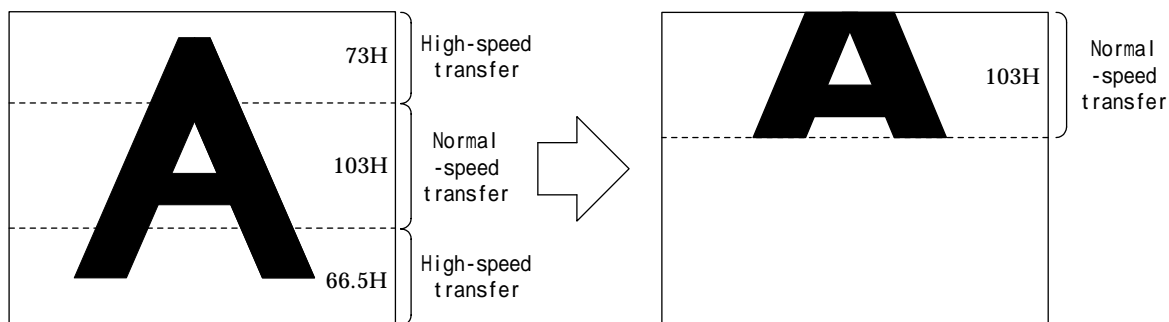 73H
High-speed
transfer
103H
Normal
-speed
transfer
66.5H
High-speed
transfer
A
103H
Normal
-speed
transfer
A